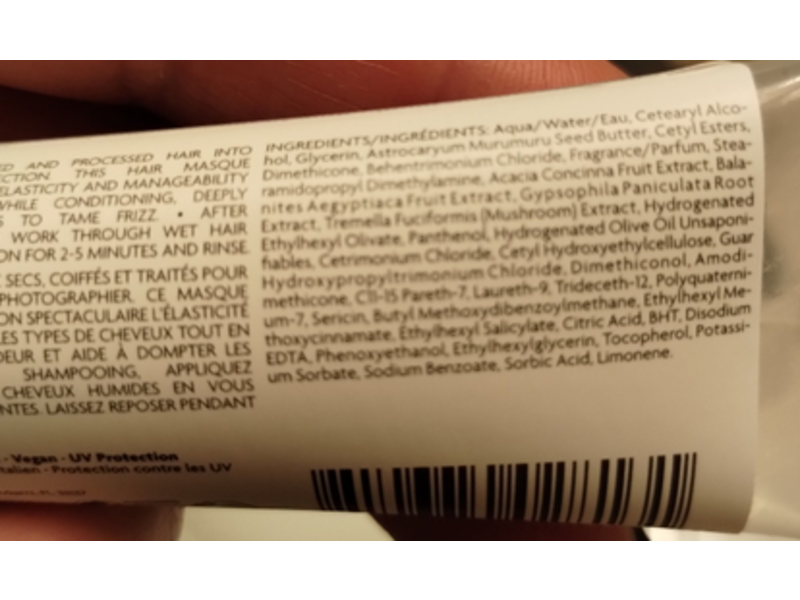 ED AND PROCESSED HAIR INTO
ECTION. THIS HAIR MASQUE
ELASTICITY AND MANAGEABILITY
WHILE CONDITIONING, DEEPLY
S TO TAME FRIZZ. • AFTER
WORK THROUGH WET HAIR
ON FOR 2-5 MINUTES AND RINSE.
SECS, COIFFÉS ET TRAITÉS POUR
PHOTOGRAPHIER. CE MASQUE
ON SPECTACULAIRE L'ÉLASTICITÉ
LES TYPES DE CHEVEUX TOUT EN
DEUR ET AIDE À DOMPTER LES
SHAMPOOING, APPLIQUEZ
CHEVEUX HUMIDES EN VOUS
NTES. LAISSEZ REPOSER PENDANT
- Vegan - UV Protection
talien - Protection contre les UV
INGREDIENTS/INGRÉDIENTS: Aqua/Water/Eau, Cetearyl Alco-
hol, Glycerin, Astrocaryum Murumuru Seed Butter, Cetyl Esters,
Dimethicone, Behentrimonium Chloride, Fragrance/Parfum, Stea-
ramidopropyl Dimethylamine, Acacia Concinna Fruit Extract, Bala-
nites Aegyptiaca Fruit Extract, Gypsophila Paniculata Root
Extract, Tremella Fuciformis (Mushroom) Extract, Hydrogenated
Ethylhexyl Olivate, Panthenol, Hydrogenated Olive Oil Unsaponi-
fiables, Cetrimonium Chloride, Cetyl Hydroxyethylcellulose, Guar
Hydroxypropyltrimonium Chloride, Dimethiconol, Amodi-
methicone, C11-15 Pareth-7, Laureth-9, Trideceth-12, Polyquaterni-
um-7, Sericin, Butyl Methoxydibenzoylmethane, Ethylhexyl Me-
thoxycinnamate, Ethylhexyl Salicylate, Citric Acid, BHT, Disodium
EDTA, Phenoxyethanol, Ethylhexylglycerin, Tocopherol, Potassi-
um Sorbate, Sodium Benzoate, Sorbic Acid, Limonene.